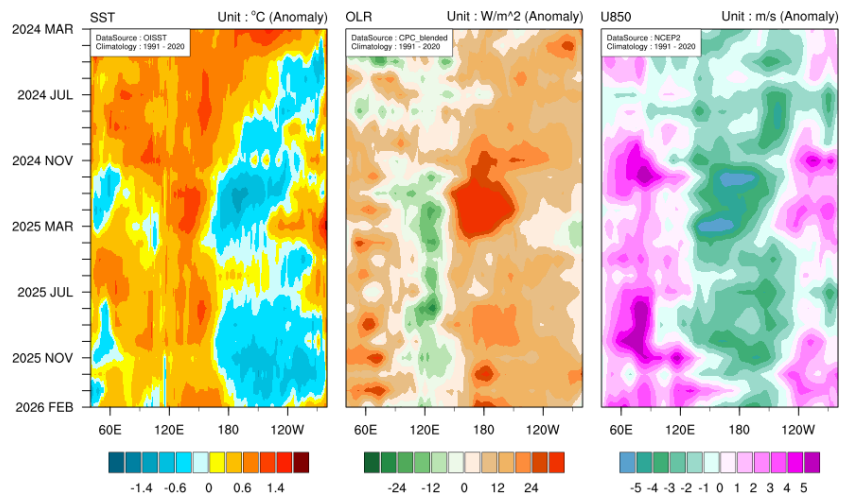 SST Unit : °C (Anomaly)
OLR Unit : W/m^2 (Anomaly)
U850 Unit : m/s (Anomaly)
DataSource : OISST
Climatology : 1991 - 2020
DataSource : CPC_blended
Climatology : 1991 - 2020
DataSource : NCEP2
Climatology : 1991 - 2020
2024 MAR
2024 JUL
2024 NOV
2025 MAR
2025 JUL
2025 NOV
2026 FEB
60E 120E 180 120W
60E 120E 180 120W
60E 120E 180 120W
-1.4 -0.6 0 0.6 1.4
-24 -12 0 12 24
-5 -4 -3 -2 -1 0 1 2 3 4 5